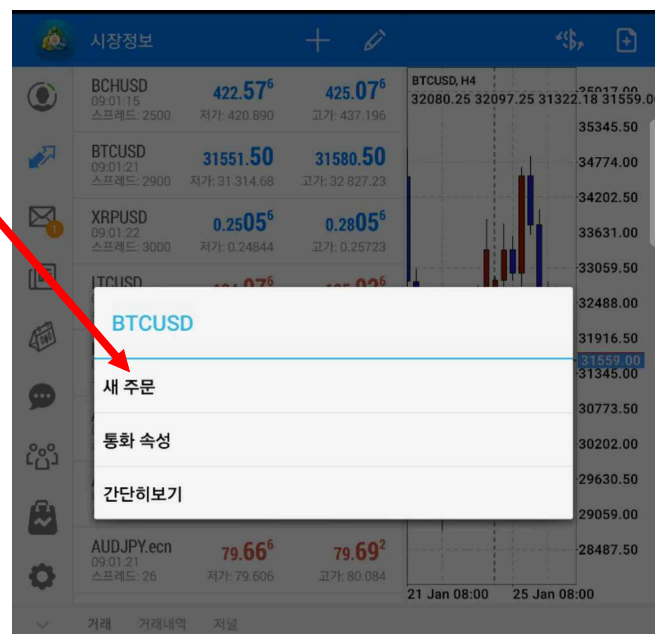 시장정보
BCHUSD
09:01:15
스프레드: 2500
422.57⁶
저가: 420.890
425.07⁶
고가: 437.196
BTCUSD
09:01:21
스프레드: 2900
31551.50
저가: 31 314.68
31580.50
고가: 32 827.23
XRPUSD
09:01:22
스프레드: 3000
0.2505⁶
저가: 0.24844
0.2805⁶
고가: 0.25723
LTCUSD
BTCUSD
새 주문
통화 속성
간단히보기
AUDJPY.ecn
09:01:21
스프레드: 26
79.66⁶
저가: 79.606
79.69²
고가: 80.084
거래 거래내역 저널
BTCUSD, H4
32080.25 32097.25 31322.18 31559.0
35345.50
34774.00
34202.50
33631.00
33059.50
32488.00
31916.50
31559.00
31345.00
30773.50
30202.00
29630.50
29059.00
28487.50
21 Jan 08:00 25 Jan 08:00
1